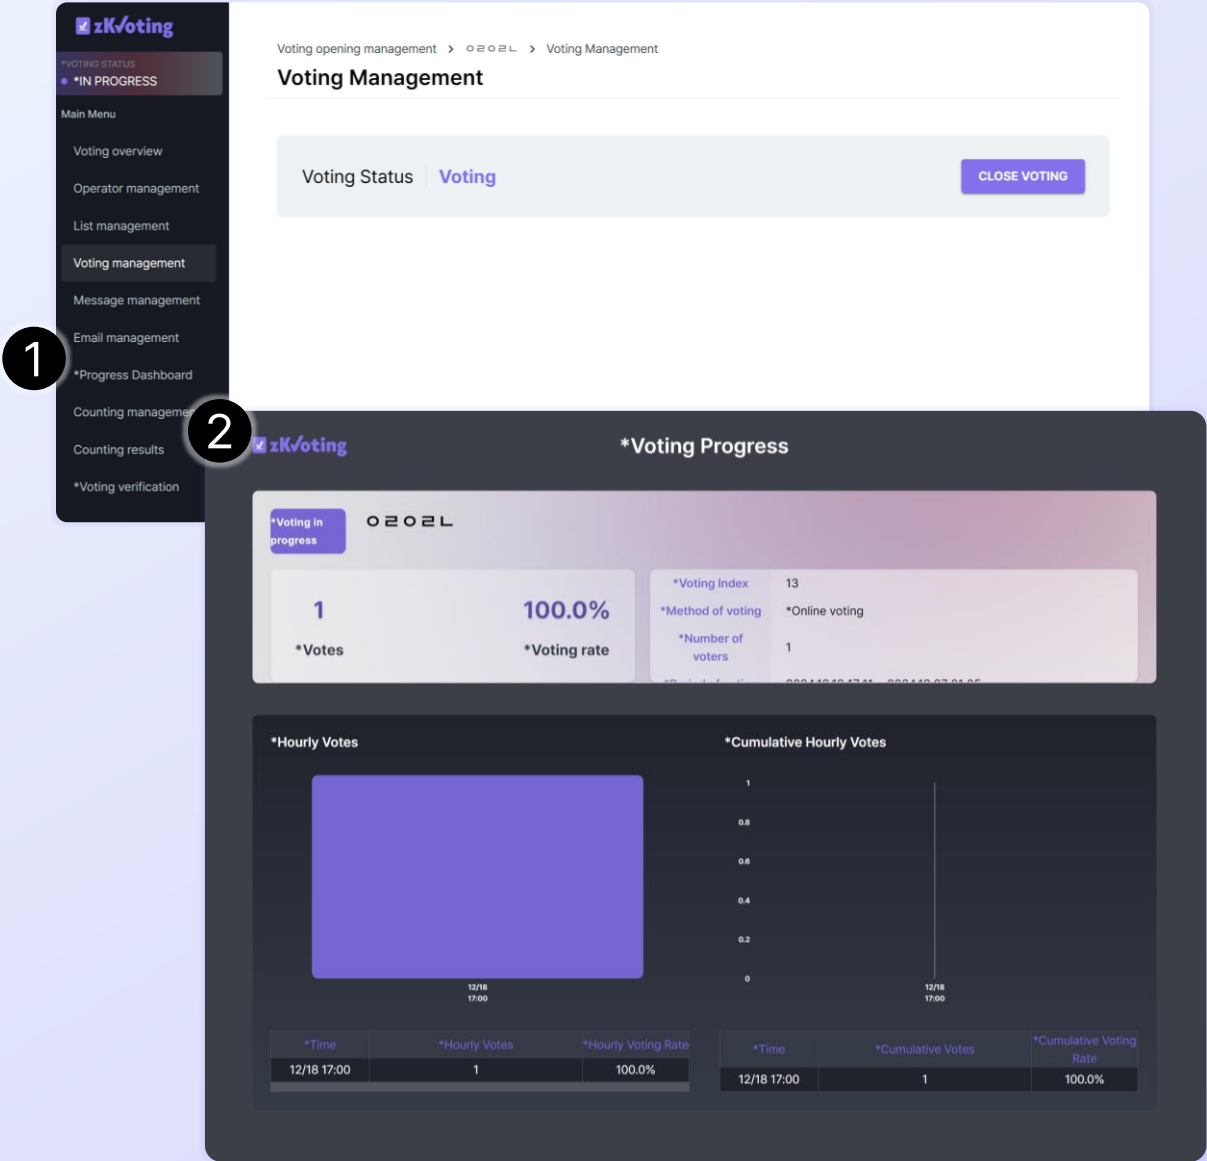 zKVoting
*VOTING STATUS
*IN PROGRESS
Main Menu
Voting overview
Operator management
List management
Voting management
Message management
Email management
*Progress Dashboard
Counting management
Counting results
*Voting verification
1
Voting opening management > ㅇㄹㅇㄹㄴ > Voting Management
Voting Management
Voting Status Voting
CLOSE VOTING
2
zKVoting
*Voting Progress
*Voting in
progress
ㅇㄹㅇㄹㄴ
1 100.0%
*Votes *Voting rate
*Voting Index 13
*Method of voting *Online voting
*Number of
voters
1
*Hourly Votes
12/18
17:00
*Time *Hourly Votes *Hourly Voting Rate
12/18 17:00 1 100.0%
*Cumulative Hourly Votes
1
0.8
0.6
0.4
0.2
0
12/18
17:00
*Time *Cumulative Votes *Cumulative Voting
Rate
12/18 17:00 1 100.0%